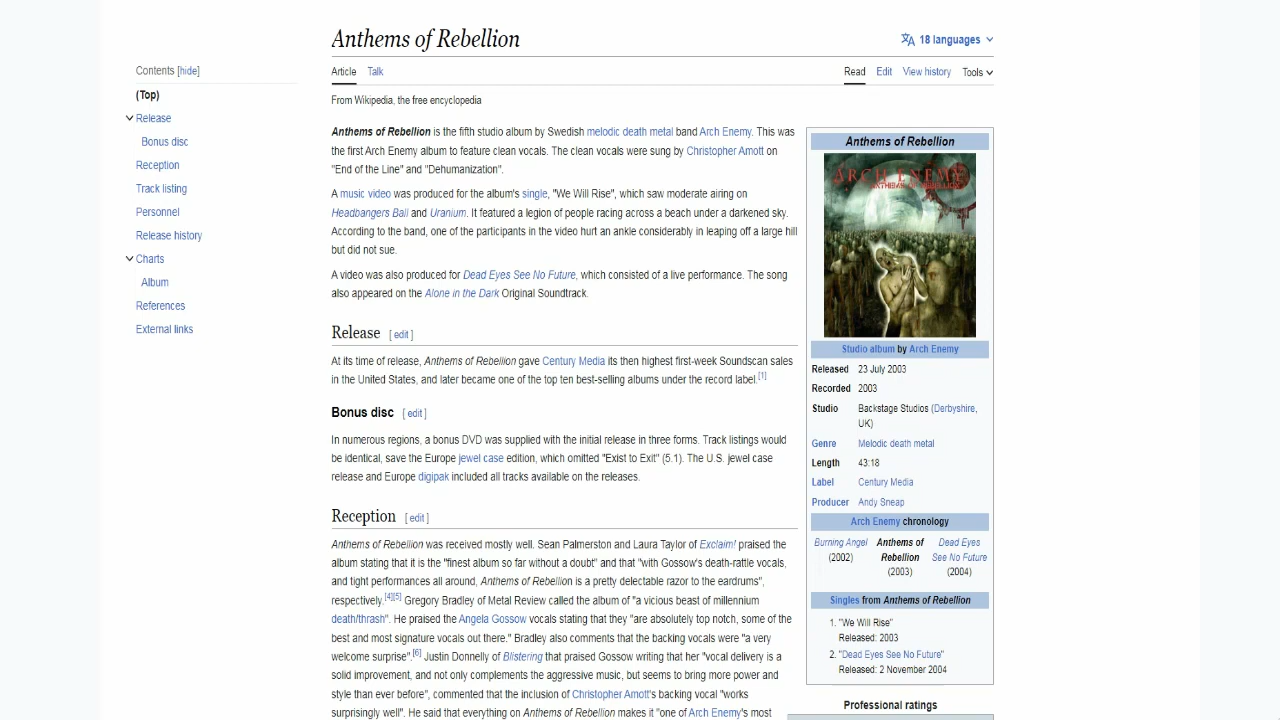 Anthems of Rebellion
18 languages
Contents [hide]
(Top)
Release
Bonus disc
Reception
Track listing
Personnel
Release history
Charts
Album
References
External links
Article Talk
Read Edit View history Tools
From Wikipedia, the free encyclopedia
Anthems of Rebellion is the fifth studio album by Swedish melodic death metal band Arch Enemy. This was
the first Arch Enemy album to feature clean vocals. The clean vocals were sung by Christopher Amott on
"End of the Line" and "Dehumanization".
A music video was produced for the album's single, "We Will Rise", which saw moderate airing on
Headbangers Ball and Uranium. It featured a legion of people racing across a beach under a darkened sky.
According to the band, one of the participants in the video hurt an ankle considerably in leaping off a large hill
but did not sue.
A video was also produced for Dead Eyes See No Future, which consisted of a live performance. The song
also appeared on the Alone in the Dark Original Soundtrack.
Release [ edit ]
At its time of release, Anthems of Rebellion gave Century Media its then highest first-week Soundscan sales
in the United States, and later became one of the top ten best-selling albums under the record label.[1]
Bonus disc [ edit ]
In numerous regions, a bonus DVD was supplied with the initial release in three forms. Track listings would
be identical, save the Europe jewel case edition, which omitted "Exist to Exit" (5.1). The U.S. jewel case
release and Europe digipak included all tracks available on the releases.
Reception [ edit ]
Anthems of Rebellion was received mostly well. Sean Palmerston and Laura Taylor of Exclaim! praised the
album stating that it is the "finest album so far without a doubt" and that "with Gossow's death-rattle vocals,
and tight performances all around, Anthems of Rebellion is a pretty delectable razor to the eardrums",
respectively.[4][5] Gregory Bradley of Metal Review called the album of "a vicious beast of millennium
death/thrash". He praised the Angela Gossow vocals stating that they "are absolutely top notch, some of the
best and most signature vocals out there." Bradley also comments that the backing vocals were "a very
welcome surprise".[6] Justin Donnelly of Blistering that praised Gossow writing that her "vocal delivery is a
solid improvement, and not only complements the aggressive music, but seems to bring more power and
style than ever before", commented that the inclusion of Christopher Amott's backing vocal "works
surprisingly well". He said that everything on Anthems of Rebellion makes it "one of Arch Enemy's most
Anthems of Rebellion
ARCH ENEMY
ANTHEMS OF REBELLION
Studio album by Arch Enemy
Released 23 July 2003
Recorded 2003
Studio Backstage Studios (Derbyshire,
UK)
Genre Melodic death metal
Length 43:18
Label Century Media
Producer Andy Sneap
Arch Enemy chronology
Burning Angel Anthems of Dead Eyes
(2002) Rebellion See No Future
(2003) (2004)
Singles from Anthems of Rebellion
1. "We Will Rise"
Released: 2003
2. "Dead Eyes See No Future"
Released: 2 November 2004
Professional ratings